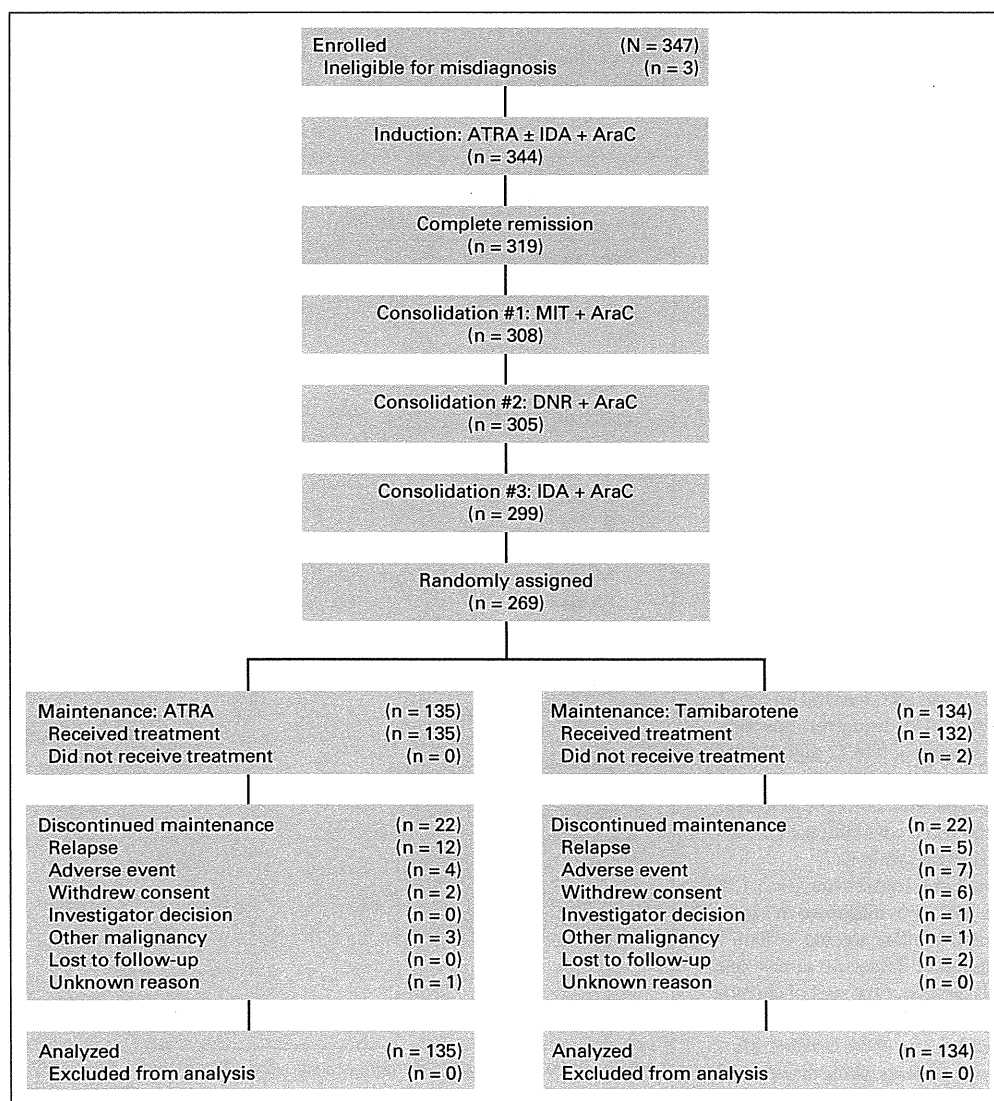 Enrolled (N = 347)
Ineligible for misdiagnosis (n = 3)
Induction: ATRA ± IDA + AraC
(n = 344)
Complete remission
(n = 319)
Consolidation #1: MIT + AraC
(n = 308)
Consolidation #2: DNR + AraC
(n = 305)
Consolidation #3: IDA + AraC
(n = 299)
Randomly assigned
(n = 269)
Maintenance: ATRA (n = 135)
Received treatment (n = 135)
Did not receive treatment (n = 0)
Maintenance: Tamibarotene (n = 134)
Received treatment (n = 132)
Did not receive treatment (n = 2)
Discontinued maintenance (n = 22)
Relapse (n = 12)
Adverse event (n = 4)
Withdrew consent (n = 2)
Investigator decision (n = 0)
Other malignancy (n = 3)
Lost to follow-up (n = 0)
Unknown reason (n = 1)
Discontinued maintenance (n = 22)
Relapse (n = 5)
Adverse event (n = 7)
Withdrew consent (n = 6)
Investigator decision (n = 1)
Other malignancy (n = 1)
Lost to follow-up (n = 2)
Unknown reason (n = 0)
Analyzed (n = 135)
Excluded from analysis (n = 0)
Analyzed (n = 134)
Excluded from analysis (n = 0)